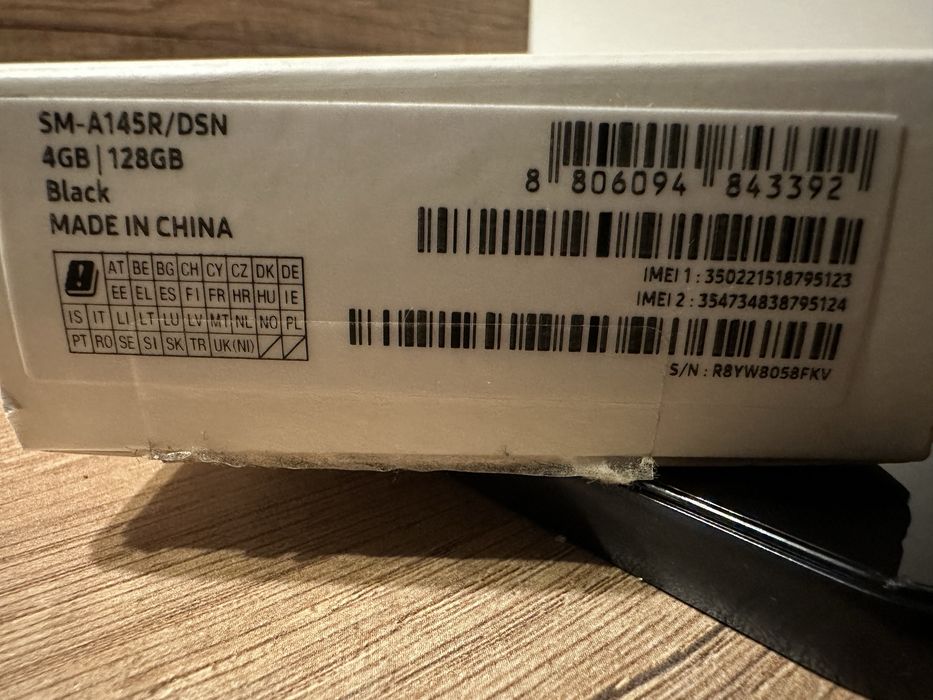 SM-A145R/DSN
4GB | 128GB
Black
MADE IN CHINA
AT BE BG CH CY CZ DK DE
EE EL ES FI FR HR HU IE
IS IT LI LT LU LV MT NL NO PL
PT RO SE SI SK TR UK(NI)
8 806094 843392
IMEI 1 : 350221518795123
IMEI 2 : 354734838795124
S/N : R8YW8058FKV